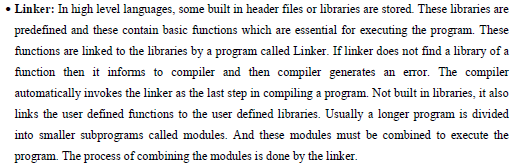 • Linker: In high level languages, some built in header files or libraries are stored. These libraries are
predefined and these contain basic functions which are essential for executing the program. These
functions are linked to the libraries by a program called Linker. If linker does not find a library of a
function then it informs to compiler and then compiler generates an error. The compiler
automatically invokes the linker as the last step in compiling a program. Not built in libraries, it also
links the user defined functions to the user defined libraries. Usually a longer program is divided
into smaller subprograms called modules. And these modules must be combined to execute the
program. The process of combining the modules is done by the linker.